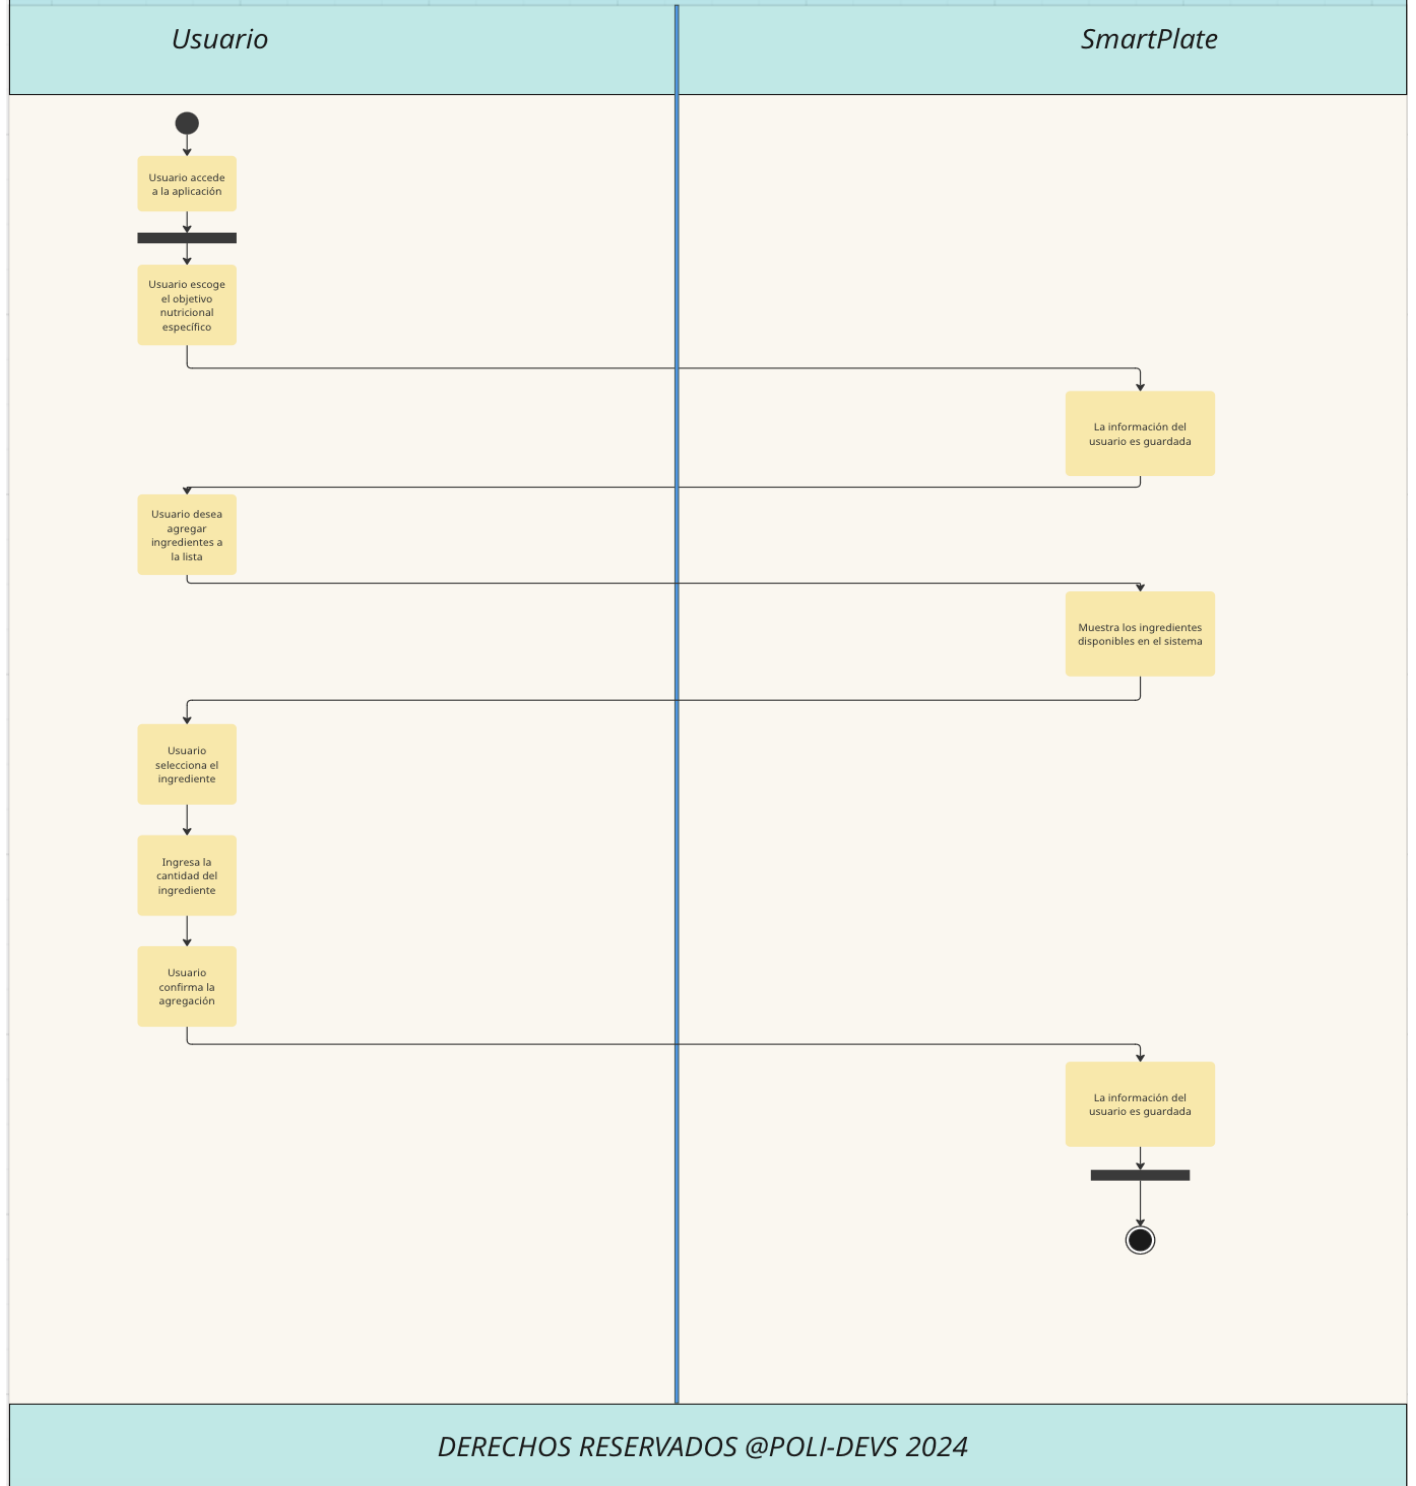 Usuario
SmartPlate
Usuario accede
a la aplicación
Usuario escoge
el objetivo
nutricional
específico
La información del
usuario es guardada
Usuario desea
agregar
ingredientes a
la lista
Muestra los ingredientes
disponibles en el sistema
Usuario
selecciona el
ingrediente
Ingresa la
cantidad del
ingrediente
Usuario
confirma la
agregación
La información del
usuario es guardada
DERECHOS RESERVADOS @POLI-DEVS 2024